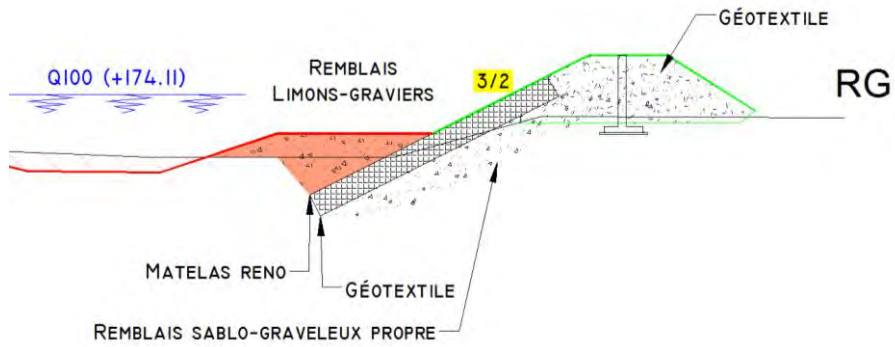 GÉOTEXTILE
Q100 (+174.11)
REMBLAIS
LIMONS-GRAVIERS
3/2
RG
MATELAS RENO
GÉOTEXTILE
REMBLAIS SABLO-GRAVELEUX PROPRE